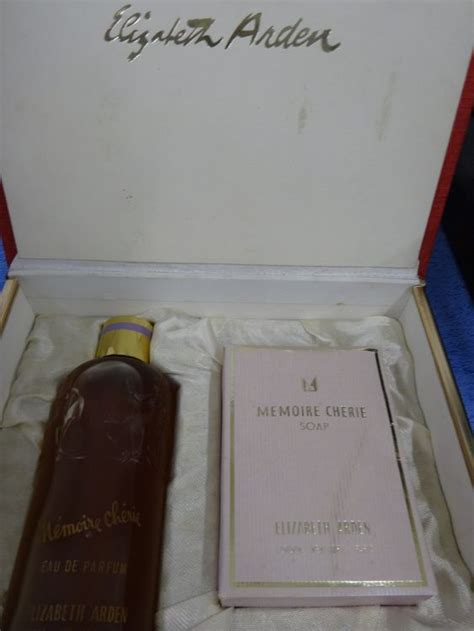 Elizabeth Arden
Mémoire Chérie
EAU DE PARFUM
ELIZABETH ARDEN
M
MEMOIRE CHERIE
SOAP
ELIZABETH ARDEN